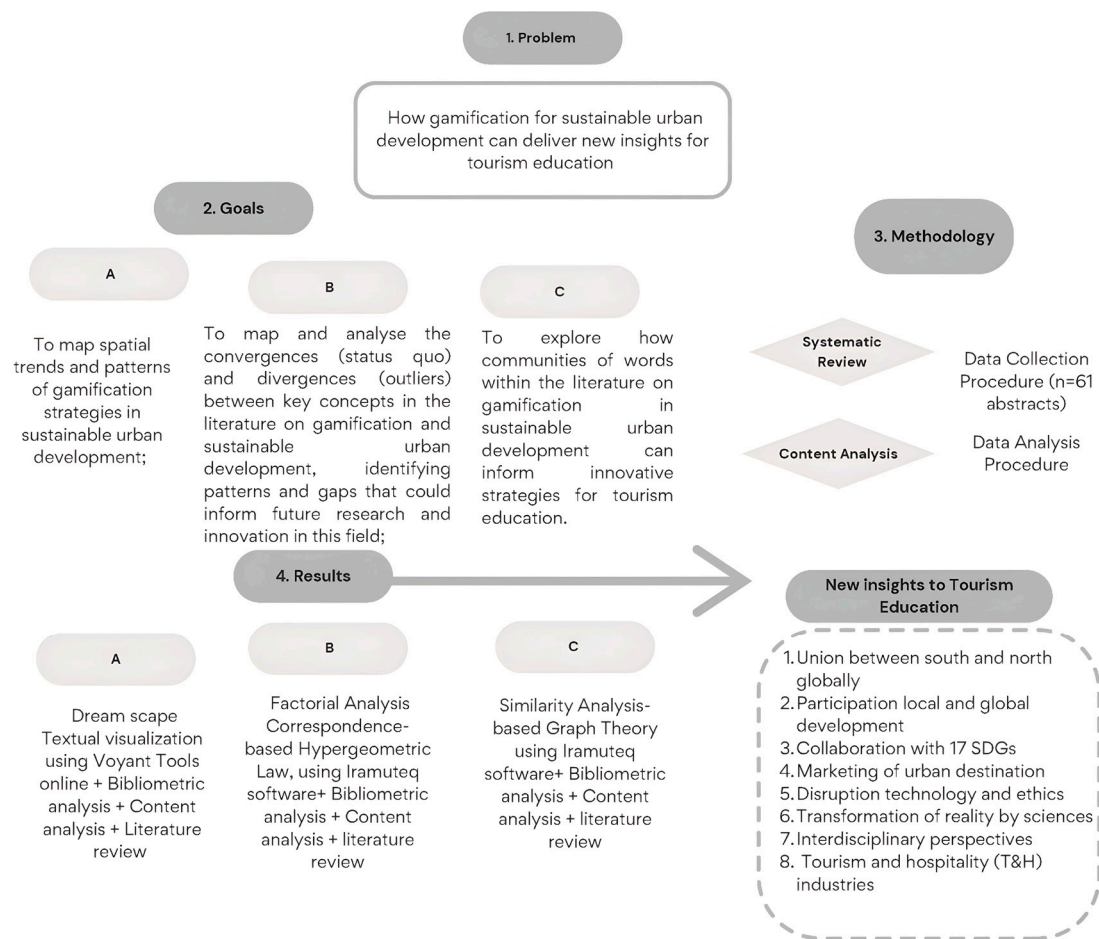 1. Problem
How gamification for sustainable urban
development can deliver new insights for
tourism education
2. Goals
A
To map spatial
trends and patterns
of gamification
strategies in
sustainable urban
development;
B
To map and analyse the
convergences (status quo)
and divergences (outliers)
between key concepts in the
literature on gamification and
sustainable urban
development, identifying
patterns and gaps that could
inform future research and
innovation in this field;
C
To explore how
communities of words
within the literature on
gamification in
sustainable urban
development can
inform innovative
strategies for tourism
education.
3. Methodology
Systematic
Review
Data Collection
Procedure (n=61
abstracts)
Content Analysis
Data Analysis
Procedure
4. Results
A
Dream scape
Textual visualization
using Voyant Tools
online + Bibliometric
analysis + Content
analysis + Literature
review
B
Factorial Analysis
Correspondence-
based Hypergeometric
Law, using Iramuteq
software+ Bibliometric
analysis + Content
analysis + literature
review
C
Similarity Analysis-
based Graph Theory
using Iramuteq
software+ Bibliometric
analysis + Content
analysis + literature
review
New insights to Tourism
Education
1. Union between south and north
globally
2. Participation local and global
development
3. Collaboration with 17 SDGs
4. Marketing of urban destination
5. Disruption technology and ethics
6. Transformation of reality by sciences
7. Interdisciplinary perspectives
8. Tourism and hospitality (T&H)
industries